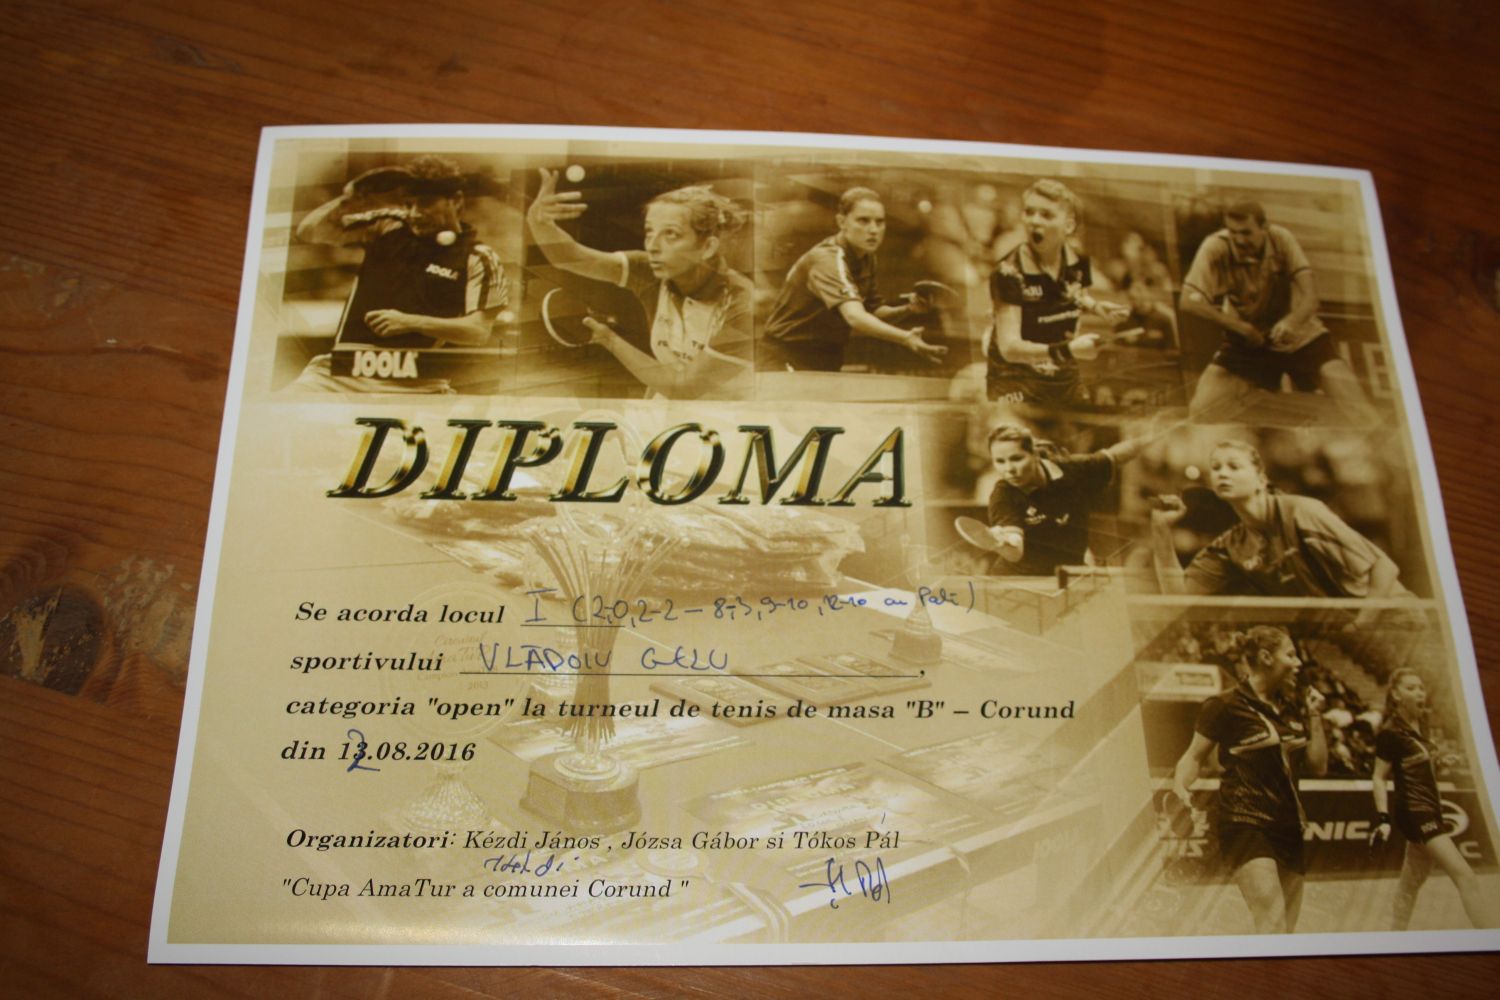 JOOLA
JOOLA
DIPLOMA
Se acorda locul I (2-0, 2-2 – 8-3, 9-10, 12-10 cu Pali)
sportivului VLĂDOIU GELU,
categoria "open" la turneul de tenis de masa "B" – Corund
din 12.08.2016
Organizatori: Kézdi János , Józsa Gábor si Tókos Pál
"Cupa AmaTur a comunei Corund "